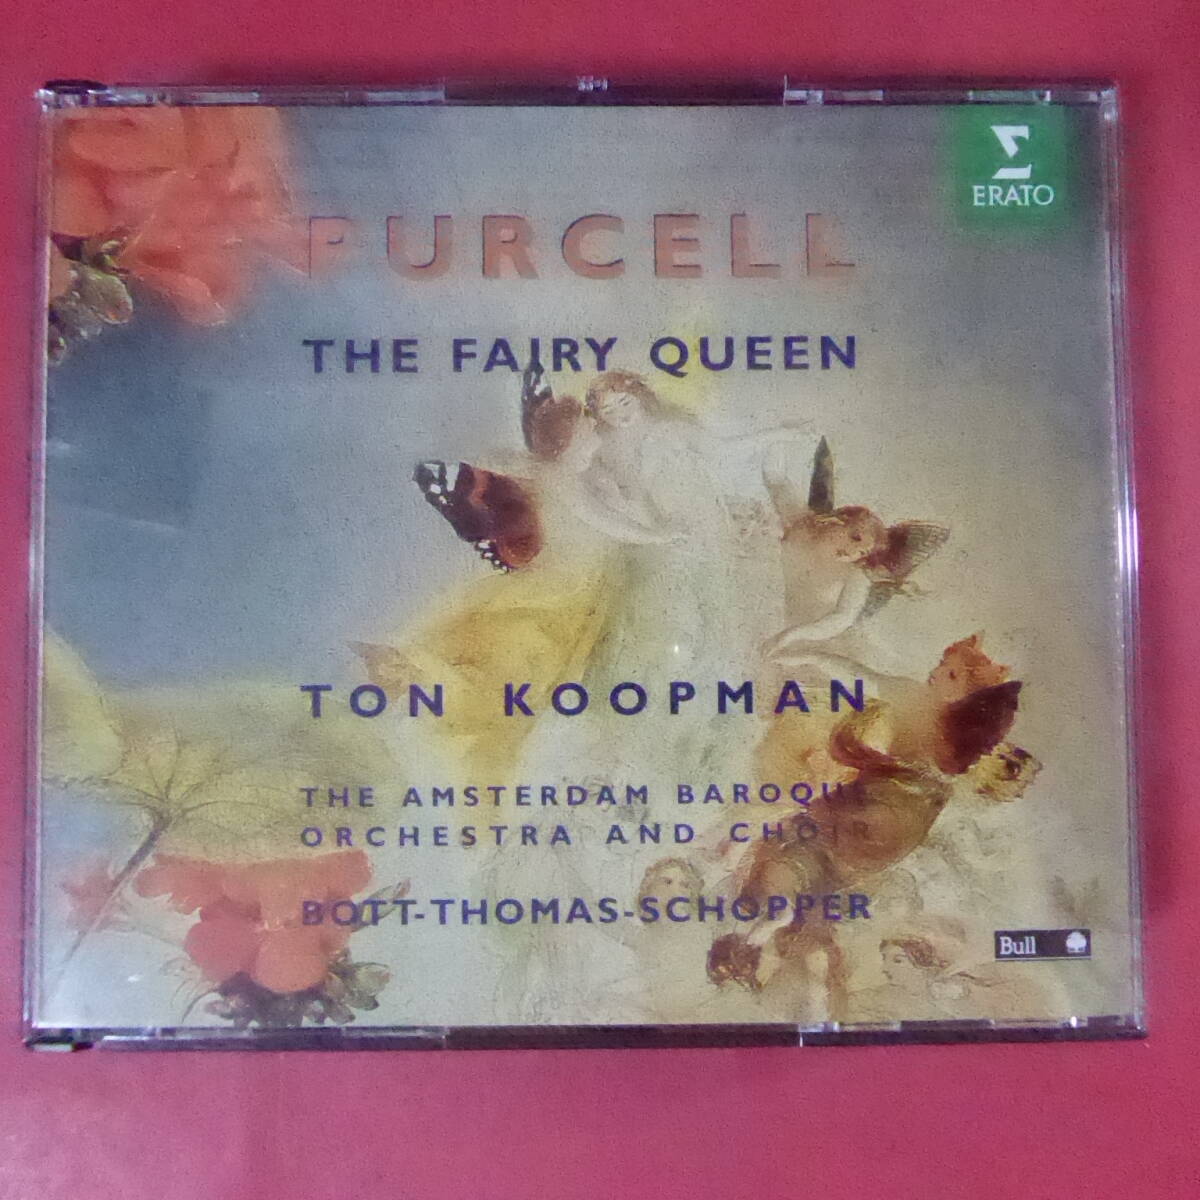 ERATO
PURCELL
THE FAIRY QUEEN
TON KOOPMAN
THE AMSTERDAM BAROQUE
ORCHESTRA AND CHOIR
BOTT-THOMAS-SCHOPPER
Bull